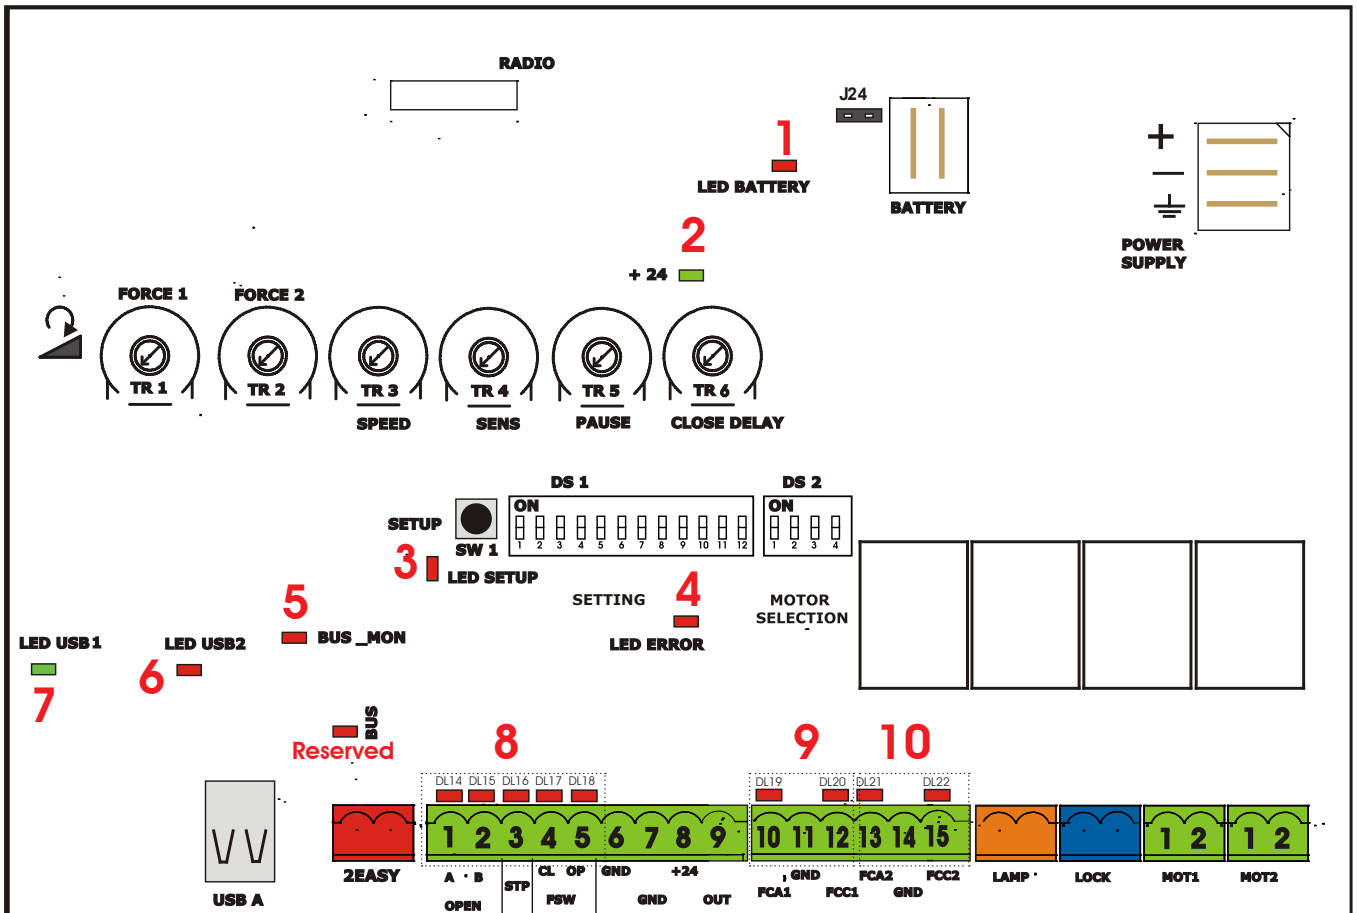 RADIO
J24
1
+
LED BATTERY
BATTERY
POWER
SUPPLY
2
+ 24
FORCE 1
FORCE 2
TR 1
TR 2
TR 3
TR 4
TR 5
TR 6
SPEED
SENS
PAUSE
CLOSE DELAY
DS 1
DS 2
SETUP
ON
ON
SW 1
1 2 3 4 5 6 7 8 9 10 11 12
1 2 3 4
3
LED SETUP
SETTING
4
MOTOR
SELECTION
LED ERROR
5
BUS _MON
LED USB1
LED USB2
6
7
BUS
Reserved
8
9
10
DL14 DL15 DL16 DL17 DL18
DL19 DL20 DL21 DL22
1 2 3 4 5 6 7 8 9
10 11 12 13 14 15
1 2
1 2
2EASY
A · B
OPEN
STP
CL OP
FSW
GND
GND
+24
OUT
GND
FCA1
FCC1
FCA2
GND
FCC2
LAMP
LOCK
MOT1
MOT2
USB A